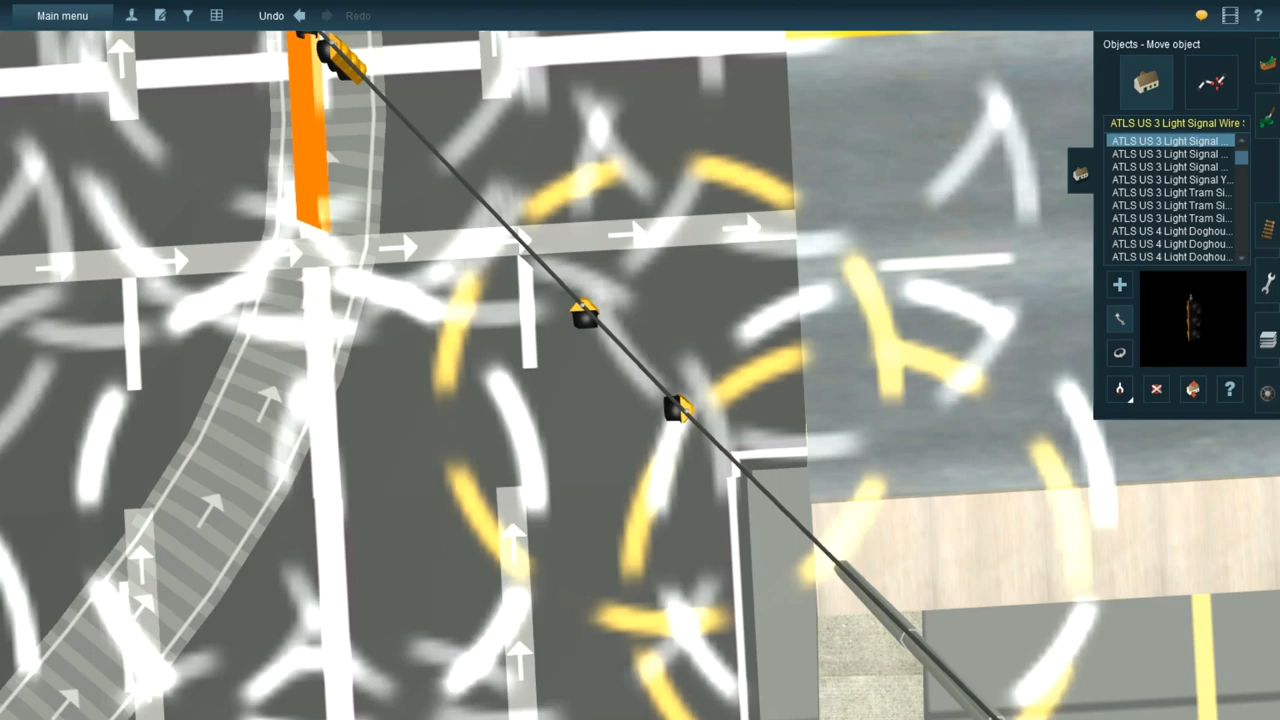 Main menu
Undo
Redo
?
Objects - Move object
ATLS US 3 Light Signal Wire
ATLS US 3 Light Signal ...
ATLS US 3 Light Signal ...
ATLS US 3 Light Signal ...
ATLS US 3 Light Signal Y...
ATLS US 3 Light Tram Si...
ATLS US 3 Light Tram Si...
ATLS US 3 Light Tram Si...
ATLS US 4 Light Doghou...
ATLS US 4 Light Doghou...
ATLS US 4 Light Doghou...
?